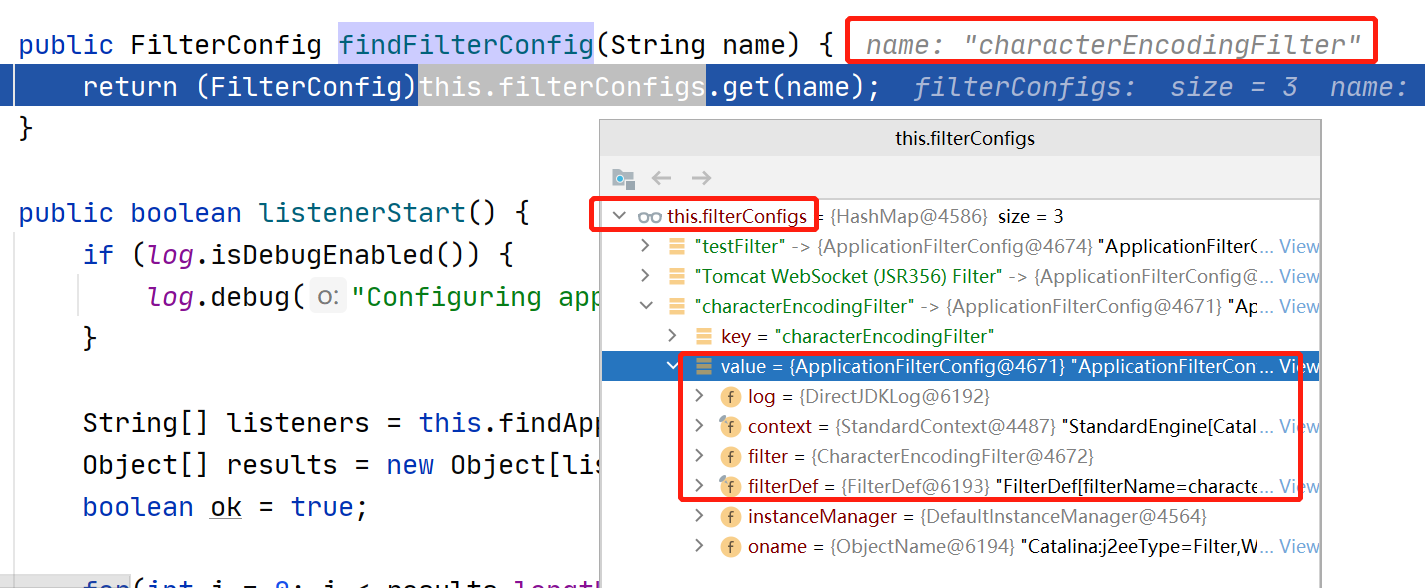 public FilterConfig findFilterConfig(String name) { name: "characterEncodingFilter"
return (FilterConfig)this.filterConfigs.get(name); filterConfigs: size = 3 name:
}
this.filterConfigs
public boolean listenerStart() {
if (log.isDebugEnabled()) {
log.debug( o: "Configuring app
}
String[] listeners = this.findApp
Object[] results = new Object[lis
boolean ok = true;
for(int i = 0; i < results.length
this.filterConfigs = {HashMap@4586} size = 3
"testFilter" -> {ApplicationFilterConfig@4674} "ApplicationFilterC... View
"Tomcat WebSocket (JSR356) Filter" -> {ApplicationFilterConfig@... View
"characterEncodingFilter" -> {ApplicationFilterConfig@4671} "Ap... View
key = "characterEncodingFilter"
value = {ApplicationFilterConfig@4671} "ApplicationFilterCon... View
f log = {DirectJDKLog@6192}
f context = {StandardContext@4487} "StandardEngine[Catal... View
f filter = {CharacterEncodingFilter@4672}
f filterDef = {FilterDef@6193} "FilterDef[filterName=characte... View
f instanceManager = {DefaultInstanceManager@4564}
f oname = {ObjectName@6194} "Catalina:j2eeType=Filter,W... View